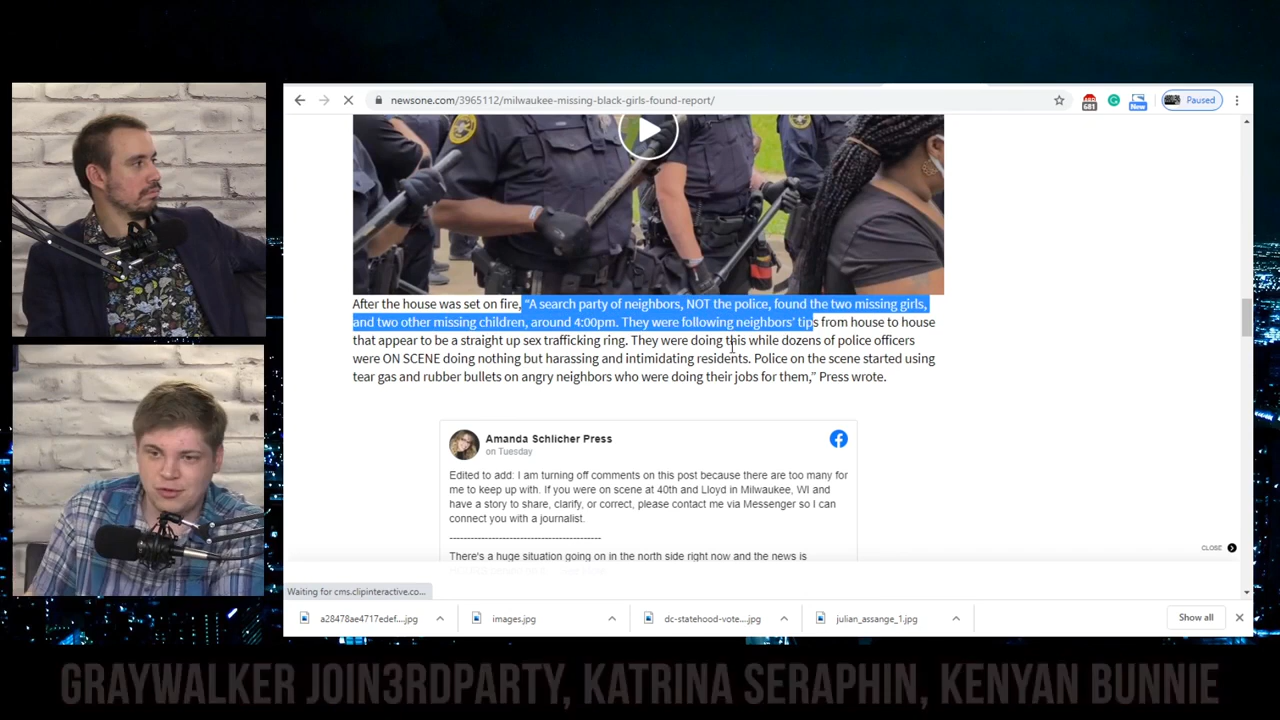 newsone.com/3965112/milwaukee-missing-black-girls-found-report/
681
New
Paused
After the house was set on fire, “A search party of neighbors, NOT the police, found the two missing girls,
and two other missing children, around 4:00pm. They were following neighbors’ tips from house to house
that appear to be a straight up sex trafficking ring. They were doing this while dozens of police officers
were ON SCENE doing nothing but harassing and intimidating residents. Police on the scene started using
tear gas and rubber bullets on angry neighbors who were doing their jobs for them,” Press wrote.
Amanda Schlicher Press
on Tuesday
Edited to add: I am turning off comments on this post because there are too many for
me to keep up with. If you were on scene at 40th and Lloyd in Milwaukee, WI and
have a story to share, clarify, or correct, please contact me via Messenger so I can
connect you with a journalist.
--------------------------------------
There's a huge situation going on in the north side right now and the news is
CLOSE
Waiting for cms.clipinteractive.co...
a28478ae4717edef....jpg
images.jpg
dc-statehood-vote....jpg
julian_assange_1.jpg
Show all
GRAYWALKER JOIN3RDPARTY, KATRINA SERAPHIN, KENYAN BUNNIE